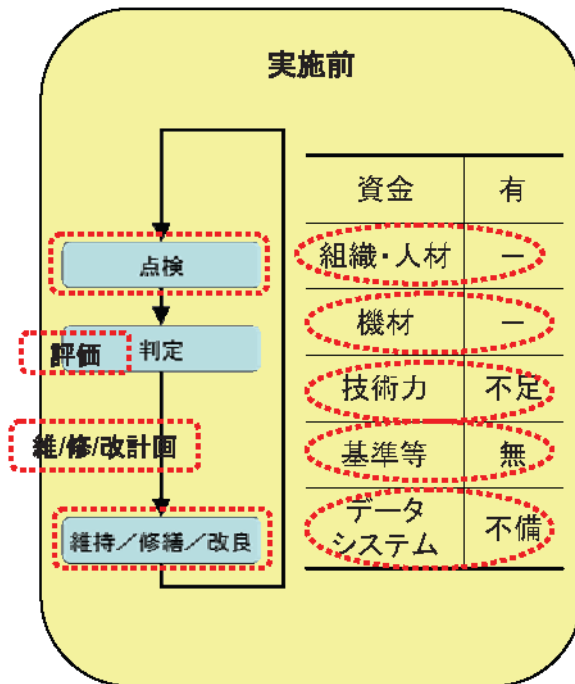 実施前
点検
評価
判定
維/修/改計画
維持／修繕／改良
資金 有
組織・人材 －
機材 －
技術力 不足
基準等 無
データ
システム 不備